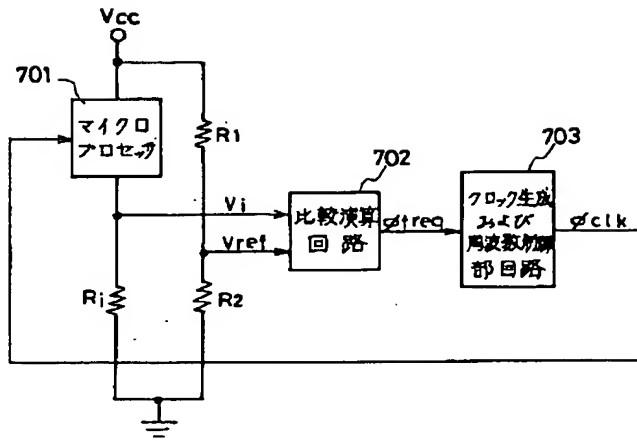 Vcc
701
マイクロ
プロセッサ
R1
702
703
Vi
比較演算
回路
φfreq
クロック生成
および
周波数制御
部回路
φclk
Vref
Ri
R2